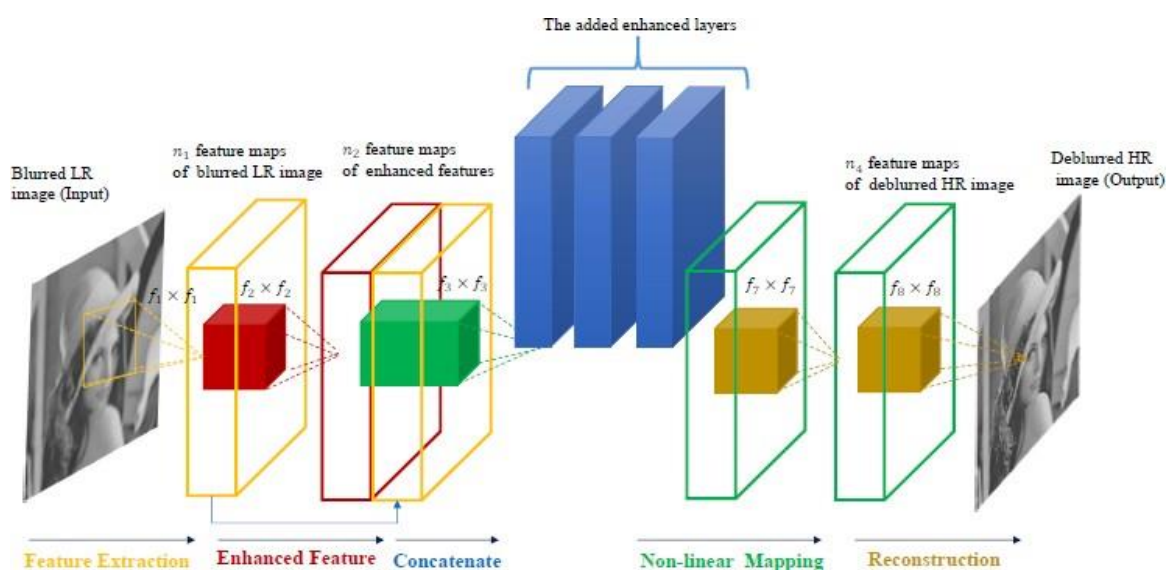 The added enhanced layers
n₁ feature maps
of blurred LR image
n₂ feature maps
of enhanced features
Blurred LR
image (Input)
n₄ feature maps
of deblurred HR image
Deblurred HR
image (Output)
f₁ × f₁
f₂ × f₂
f₃ × f₃
f₇ × f₇
f₈ × f₈
Feature Extraction
Enhanced Feature
Concatenate
Non-linear Mapping
Reconstruction